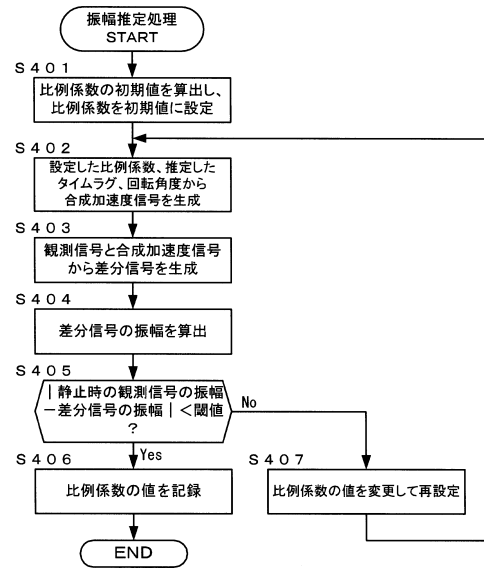 振幅推定処理
START
S401
比例係数の初期値を算出し、
比例係数を初期値に設定
S402
設定した比例係数、推定した
タイムラグ、回転角度から
合成加速度信号を生成
S403
観測信号と合成加速度信号
から差分信号を生成
S404
差分信号の振幅を算出
S405
|静止時の観測信号の振幅
－差分信号の振幅|<閾値
?
No
Yes
S406
比例係数の値を記録
S407
比例係数の値を変更して再設定
END